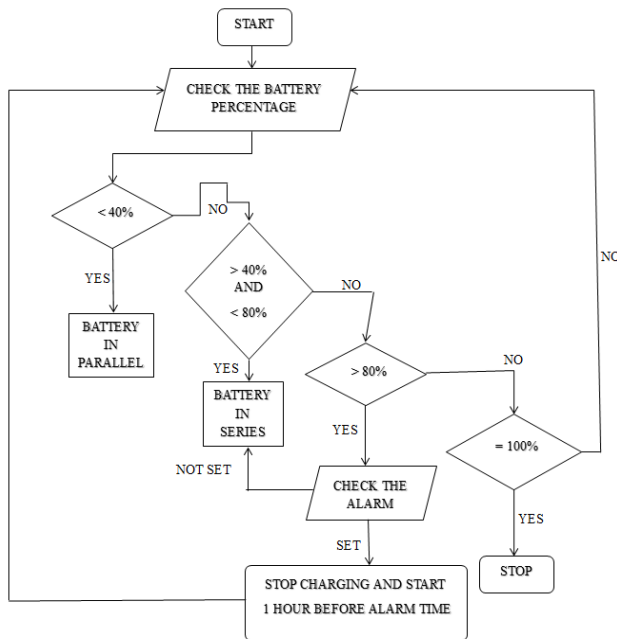 START
CHECK THE BATTERY
PERCENTAGE
< 40%
NO
YES
BATTERY
IN
PARALLEL
> 40%
AND
< 80%
NO
YES
BATTERY
IN
SERIES
> 80%
NO
YES
= 100%
NO
YES
STOP
NOT SET
CHECK THE
ALARM
SET
STOP CHARGING AND START
1 HOUR BEFORE ALARM TIME